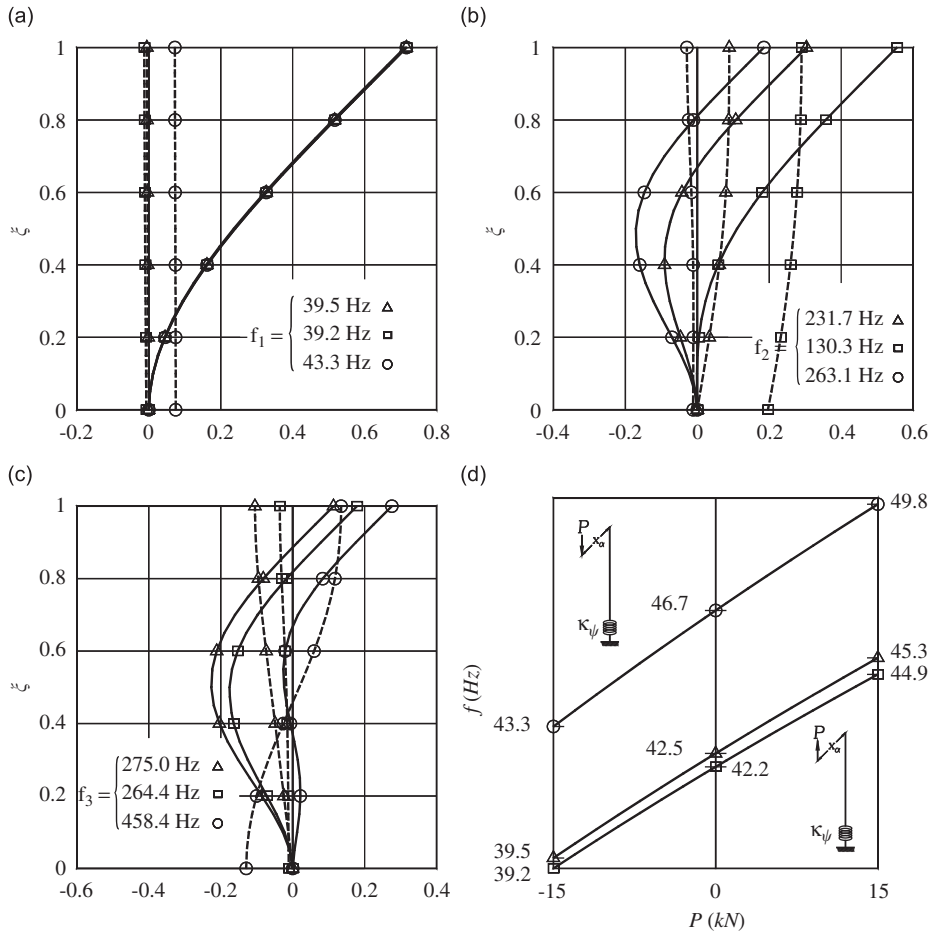 (a)
1
0.8
0.6
0.4
0.2
0
ξ
f1 = { 39.5 Hz △
39.2 Hz □
43.3 Hz ○
-0.2 0 0.2 0.4 0.6 0.8
(b)
1
0.8
0.6
0.4
0.2
0
ξ
f2 = { 231.7 Hz △
130.3 Hz □
263.1 Hz ○
-0.4 -0.2 0 0.2 0.4 0.6
(c)
1
0.8
0.6
0.4
0.2
0
ξ
f3 = { 275.0 Hz △
264.4 Hz □
458.4 Hz ○
-0.6 -0.4 -0.2 0 0.2 0.4
(d)
49.8
P
xα
46.7
κψ
45.3
44.9
f (Hz)
43.3
42.5
42.2
P
xα
κψ
39.5
39.2
-15 0 15
P (kN)